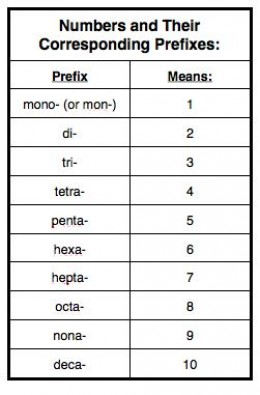 Numbers and Their
Corresponding Prefixes:
Prefix Means:
mono- (or mon-) 1
di- 2
tri- 3
tetra- 4
penta- 5
hexa- 6
hepta- 7
octa- 8
nona- 9
deca- 10